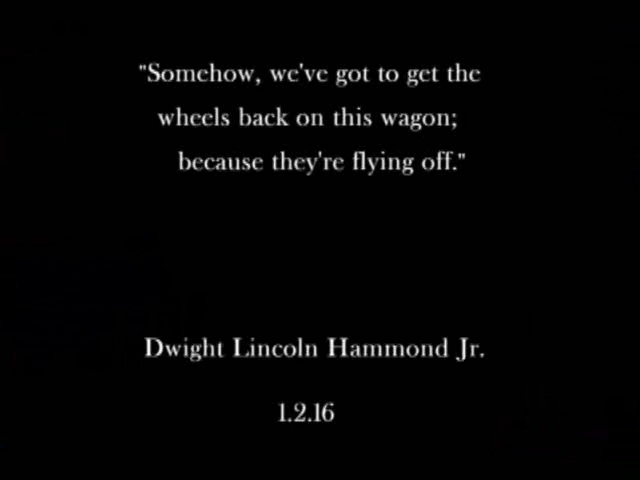 "Somehow, we've got to get the
wheels back on this wagon;
because they're flying off."
Dwight Lincoln Hammond Jr.
1.2.16